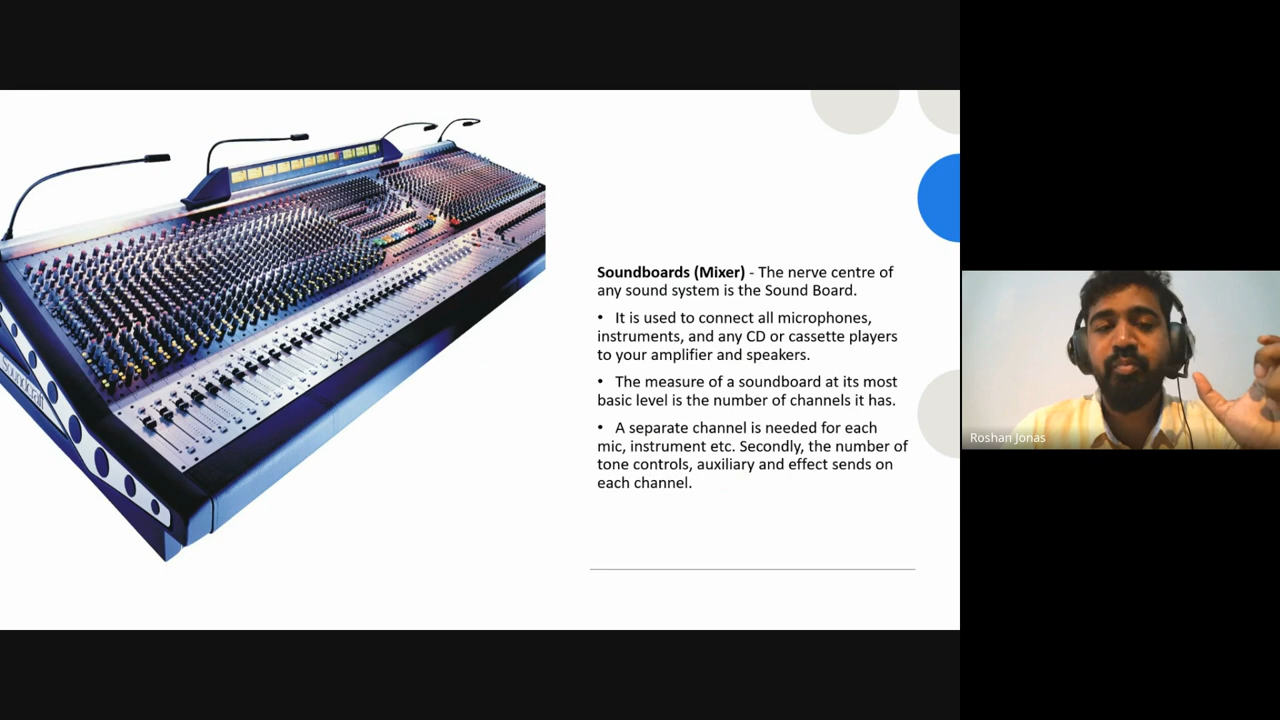 Soundboards (Mixer) - The nerve centre of
any sound system is the Sound Board.
• It is used to connect all microphones,
instruments, and any CD or cassette players
to your amplifier and speakers.
• The measure of a soundboard at its most
basic level is the number of channels it has.
• A separate channel is needed for each
mic, instrument etc. Secondly, the number of
tone controls, auxiliary and effect sends on
each channel.
Soundcraft
Roshan Jonas